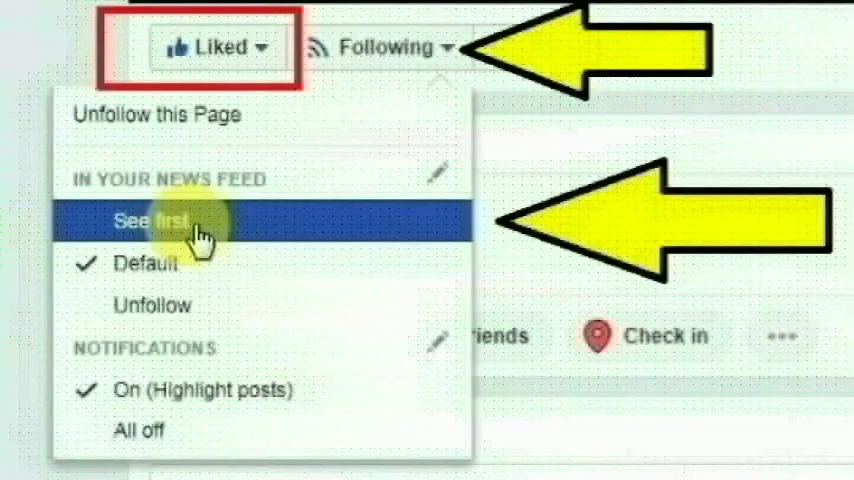 Liked Following
Unfollow this Page
IN YOUR NEWS FEED
See first
Default
Unfollow
riends Check in
NOTIFICATIONS
On (Highlight posts)
All off